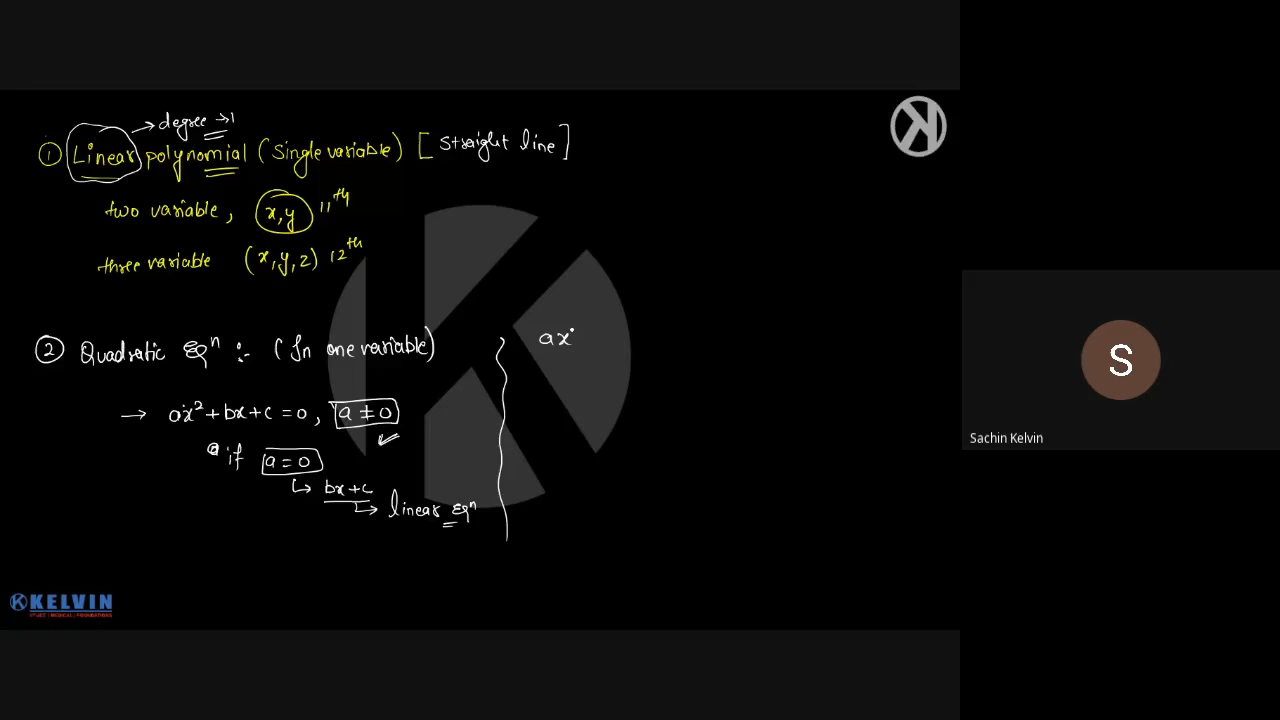 → degree →1
① Linear polynomial (Single variable) [straight line]
two variable, x,y 11th
three variable (x,y,z) 12th
② Quadratic Eqⁿ :- (In one variable)
→ ax²+bx+c=0, a≠0
if a=0
↳ bx+c
↳ linear Eqⁿ
ax
KELVIN
S
Sachin Kelvin